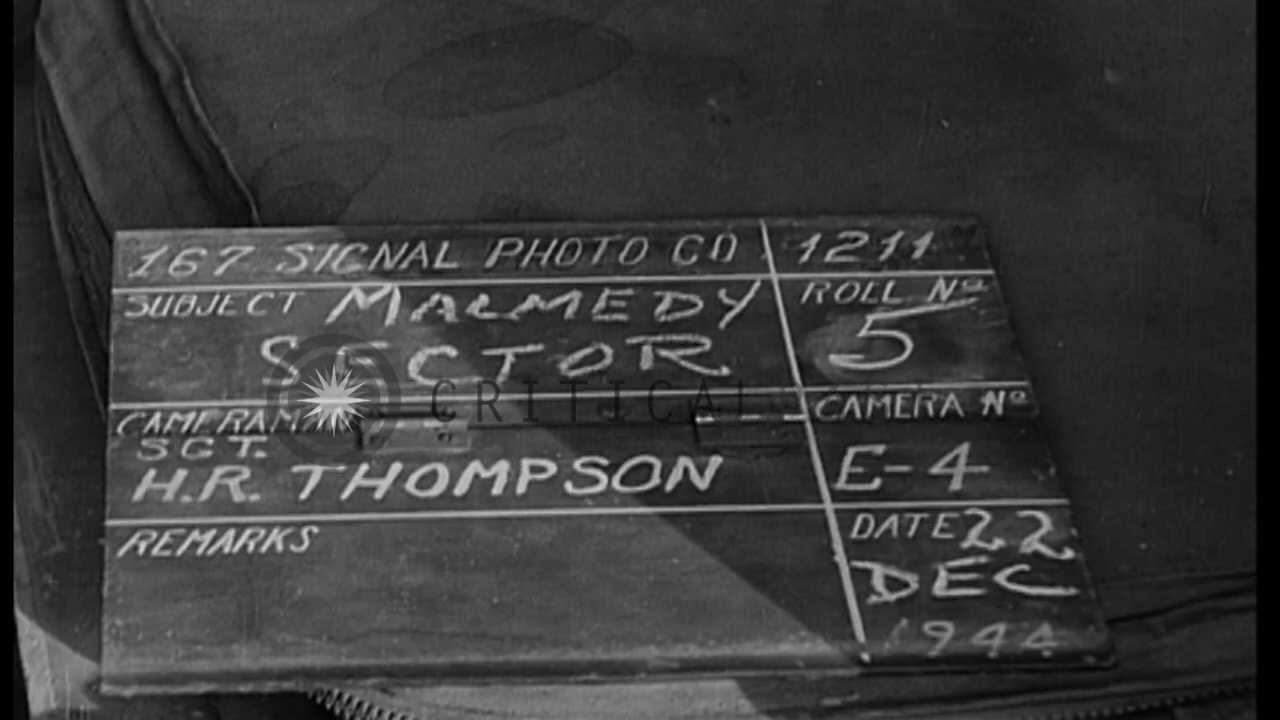 167 SIGNAL PHOTO CO 1211
SUBJECT MALMEDY
SECTOR
ROLL Nº
5
CAMERAMAN
SGT.
H.R. THOMPSON
CAMERA Nº
E-4
REMARKS
DATE 22
DEC
1944
CRITICAL